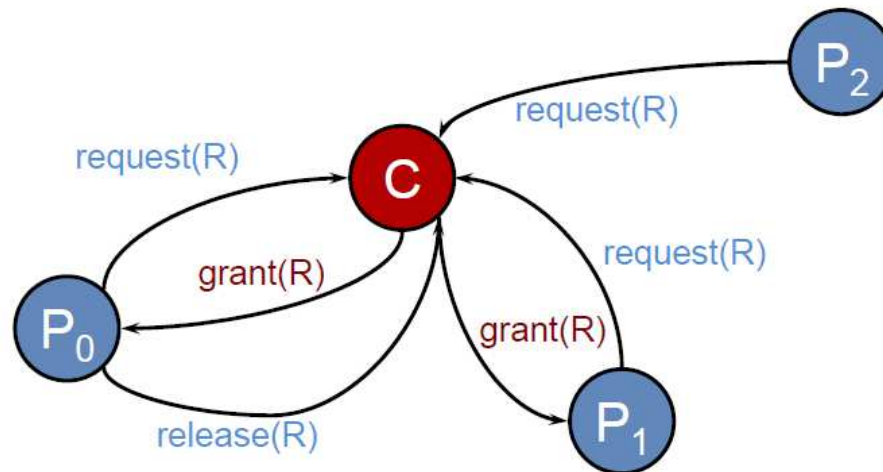 P2
request(R)
request(R)
C
grant(R)
request(R)
P0
grant(R)
release(R)
P1